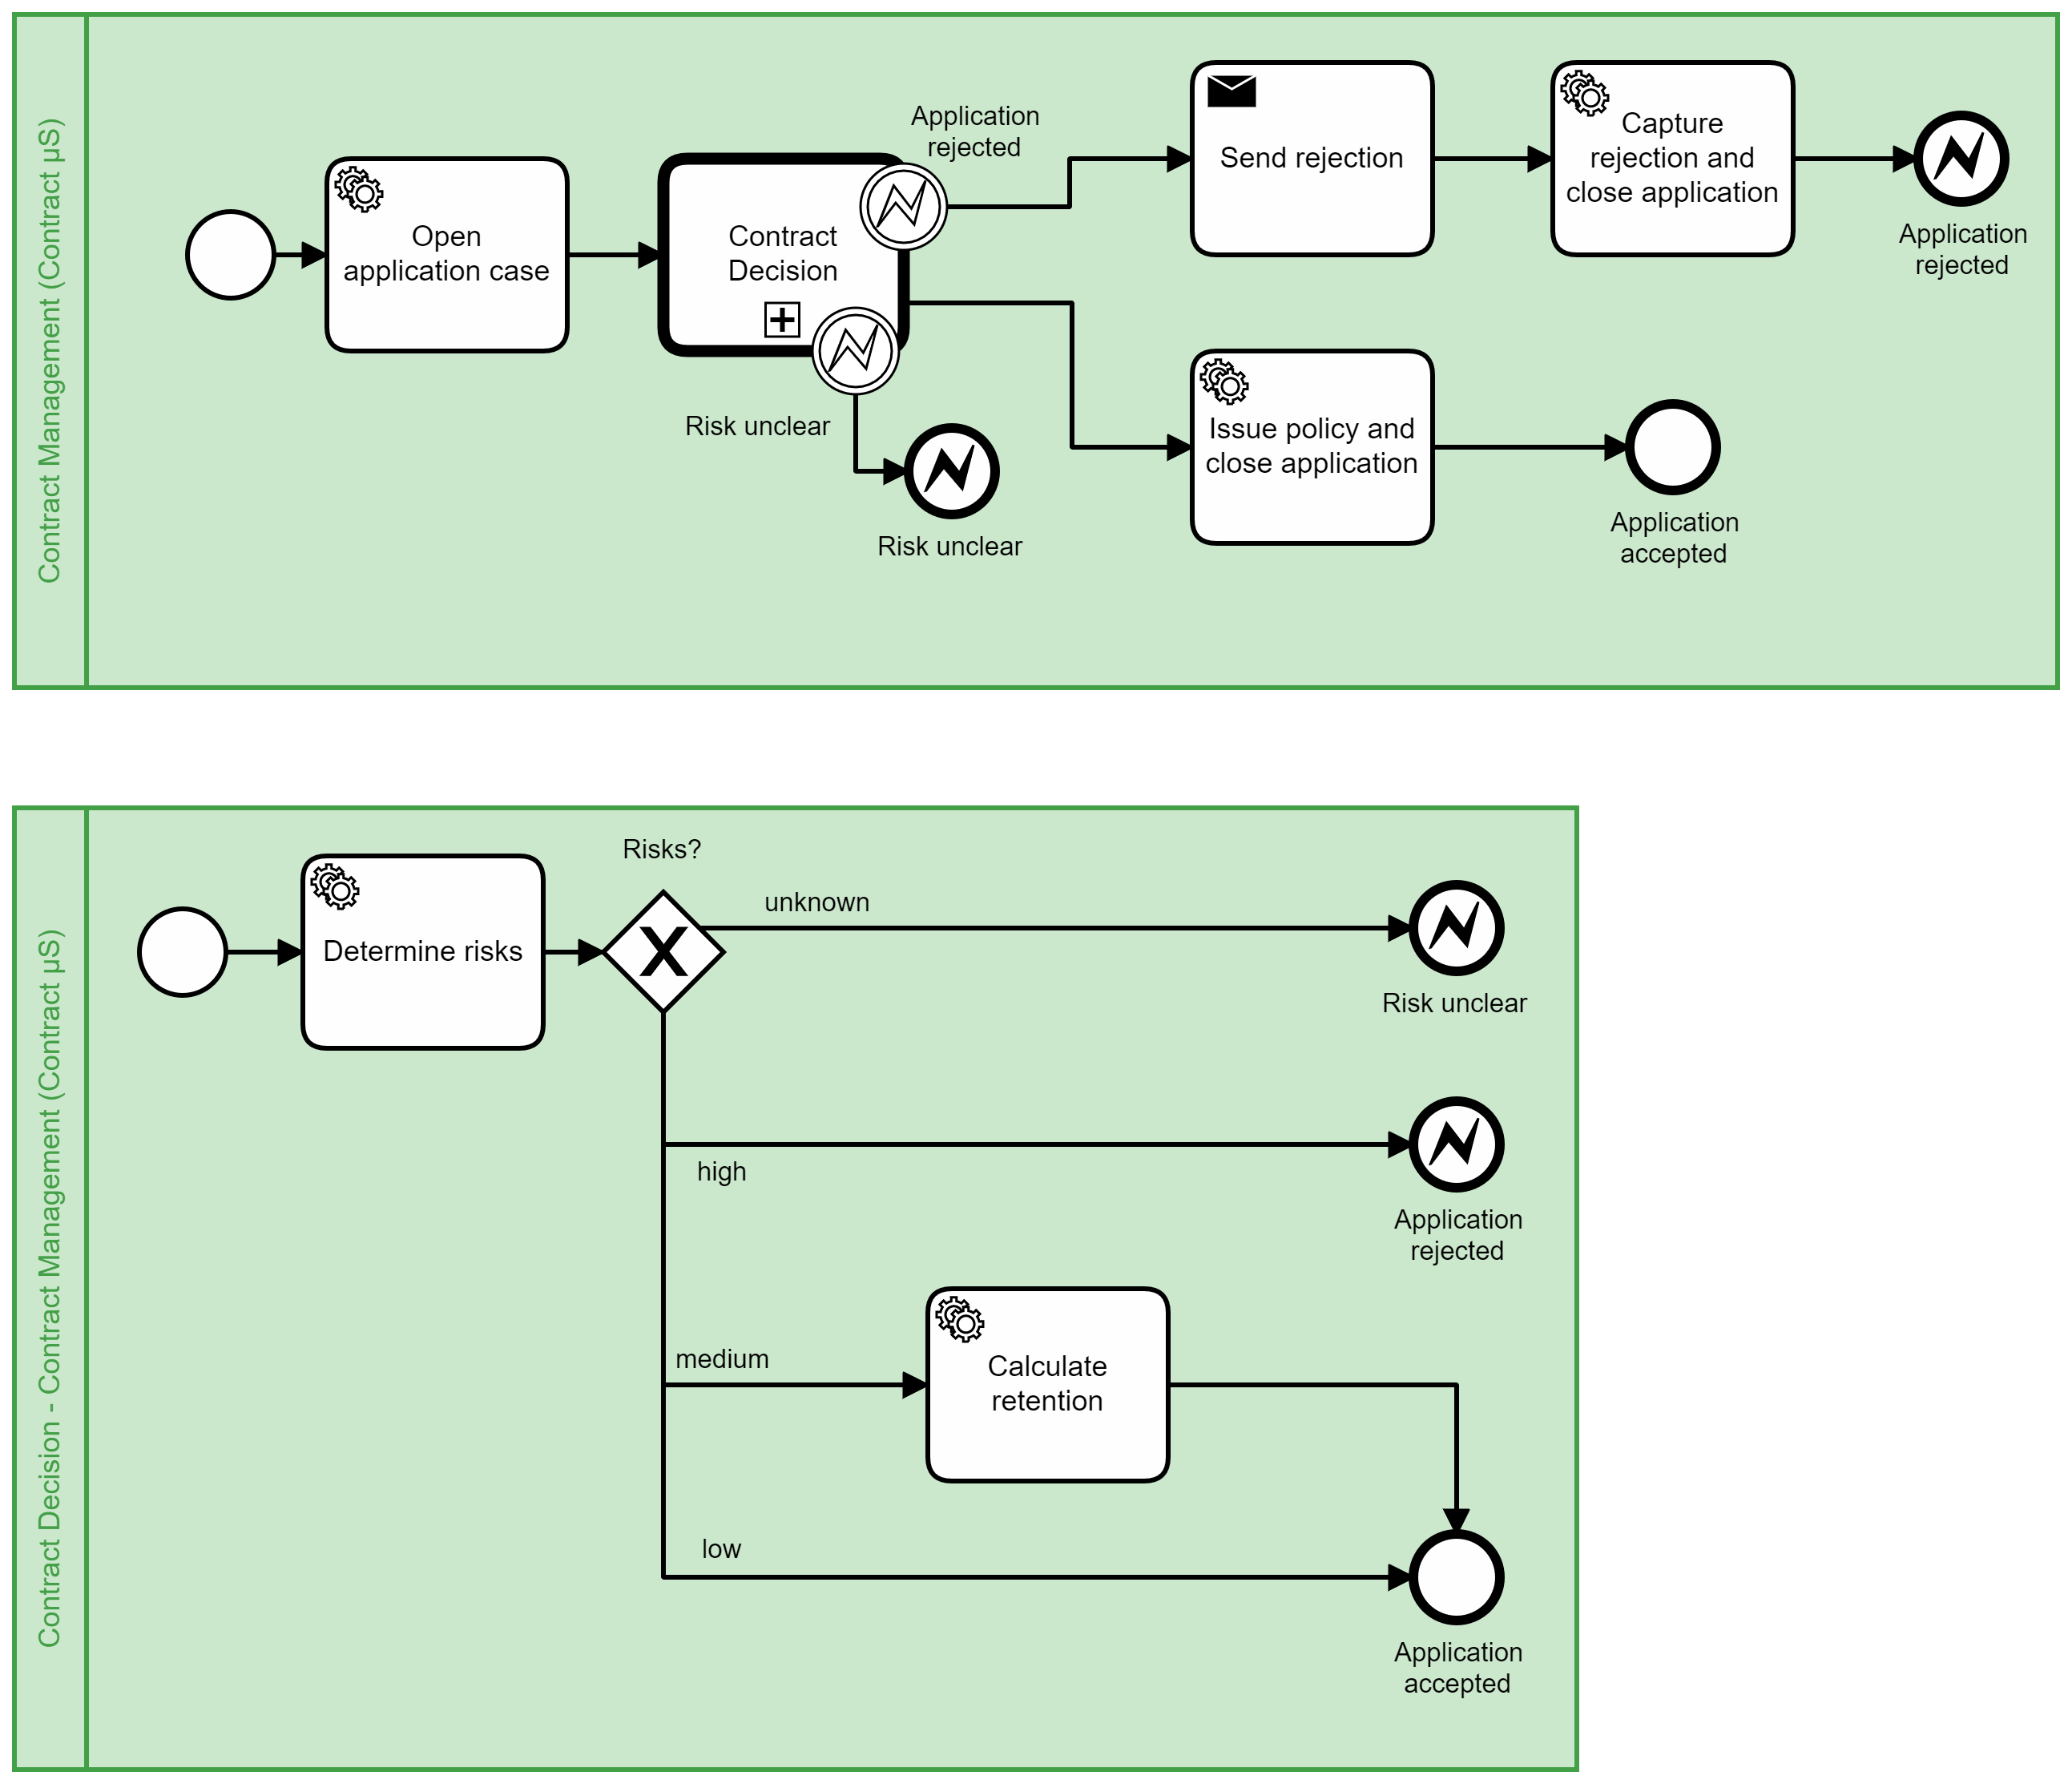 Contract Management (Contract µS)
Open
application case
Contract
Decision
Application
rejected
Risk unclear
Risk unclear
Send rejection
Capture
rejection and
close application
Application
rejected
Issue policy and
close application
Application
accepted
Contract Decision - Contract Management (Contract µS)
Determine risks
Risks?
X
unknown
Risk unclear
high
Application
rejected
medium
Calculate
retention
low
Application
accepted